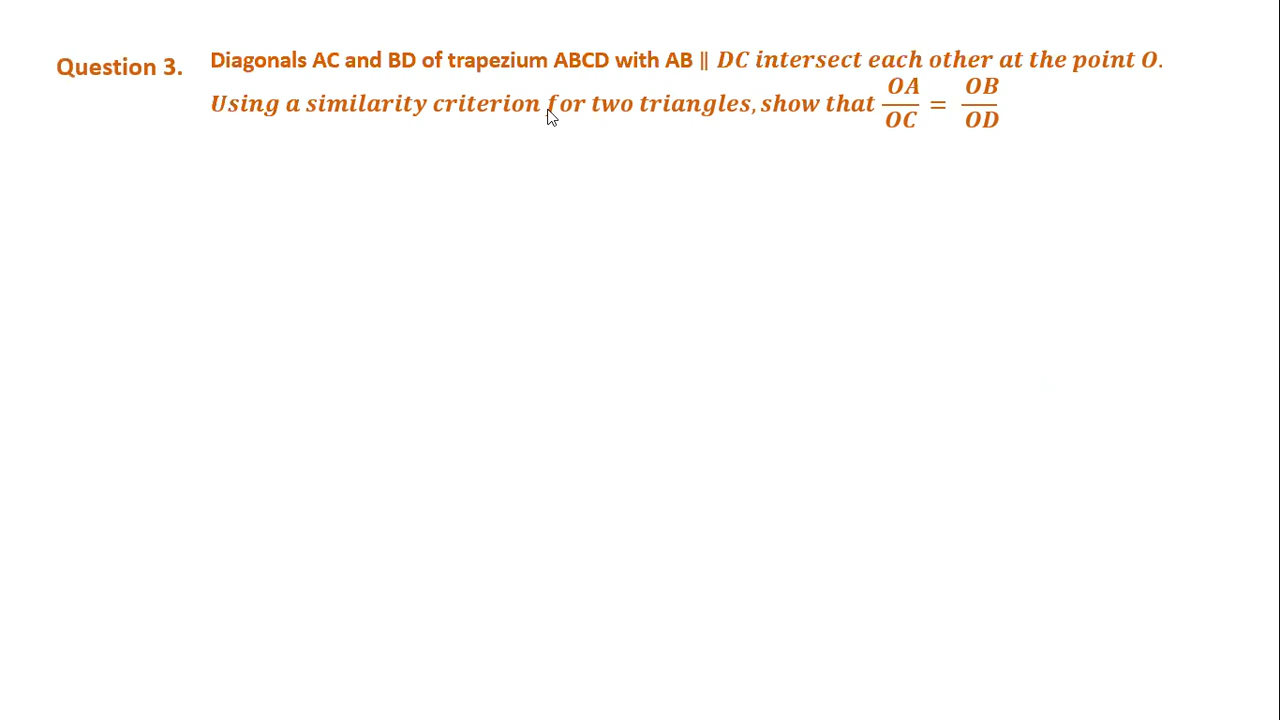 Question 3. Diagonals AC and BD of trapezium ABCD with AB ∥ DC intersect each other at the point O.
Using a similarity criterion for two triangles, show that OA/OC = OB/OD